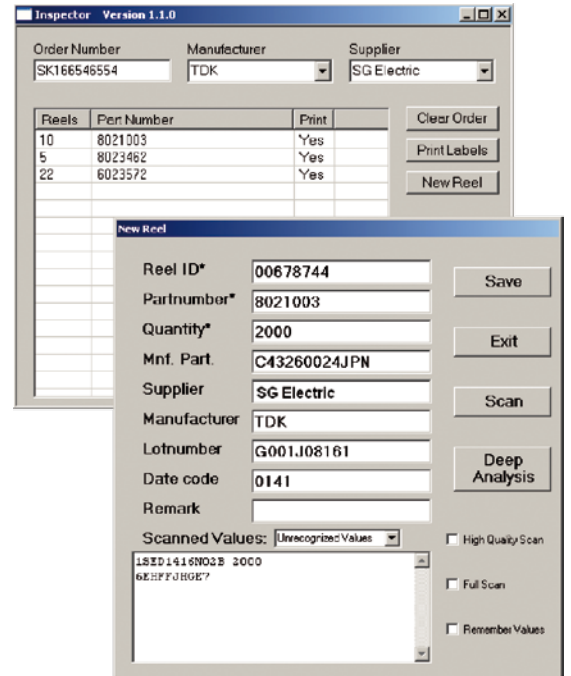 Inspector Version 1.1.0
Order Number Manufacturer Supplier
SK166546554 TDK SG Electric
Reels Part Number Print
10 8021003 Yes
5 8023462 Yes
22 6023572 Yes
Clear Order
Print Labels
New Reel
New Reel
Reel ID* 00678744
Partnumber* 8021003
Quantity* 2000
Mnf. Part. C43260024JPN
Supplier SG Electric
Manufacturer TDK
Lotnumber G001J08161
Date code 0141
Remark
Scanned Values: Unrecognized Values
1SED1416N02B 2000
6EHFFJHGE7
Save
Exit
Scan
Deep
Analysis
High Quality Scan
Full Scan
Remember Values